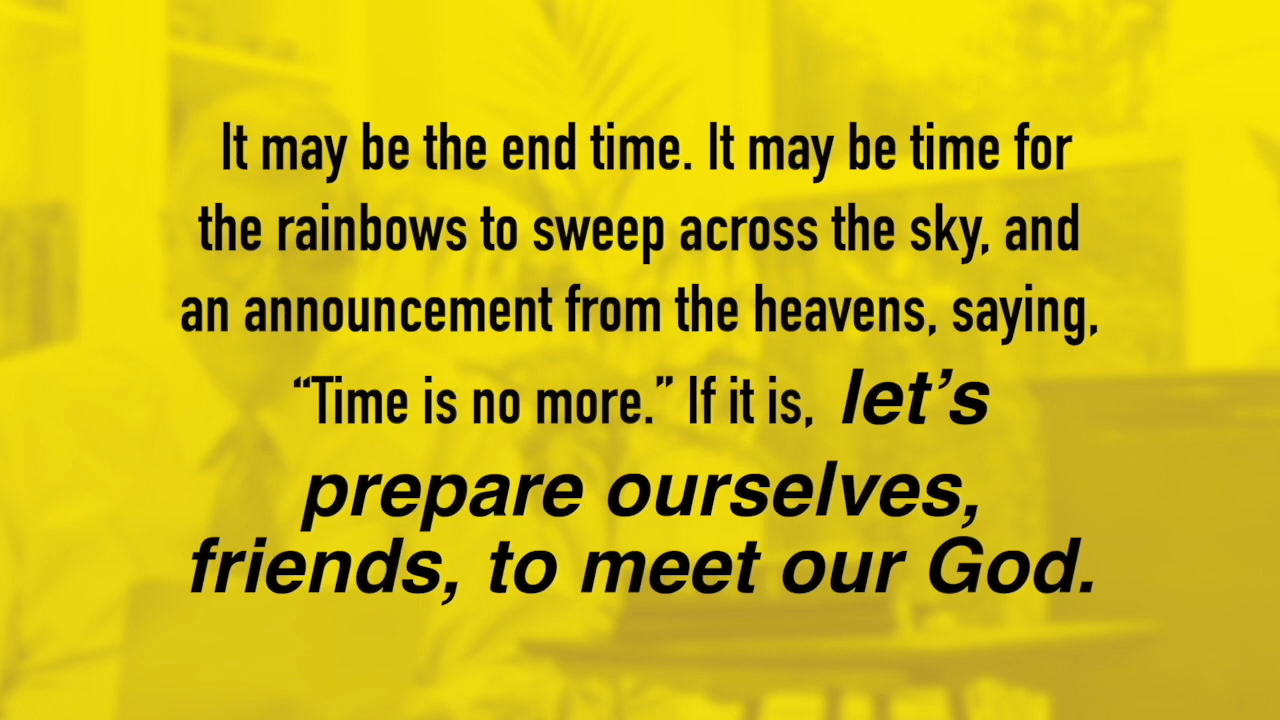 It may be the end time. It may be time for
the rainbows to sweep across the sky, and
an announcement from the heavens, saying,
“Time is no more.” If it is, let’s
prepare ourselves,
friends, to meet our God.